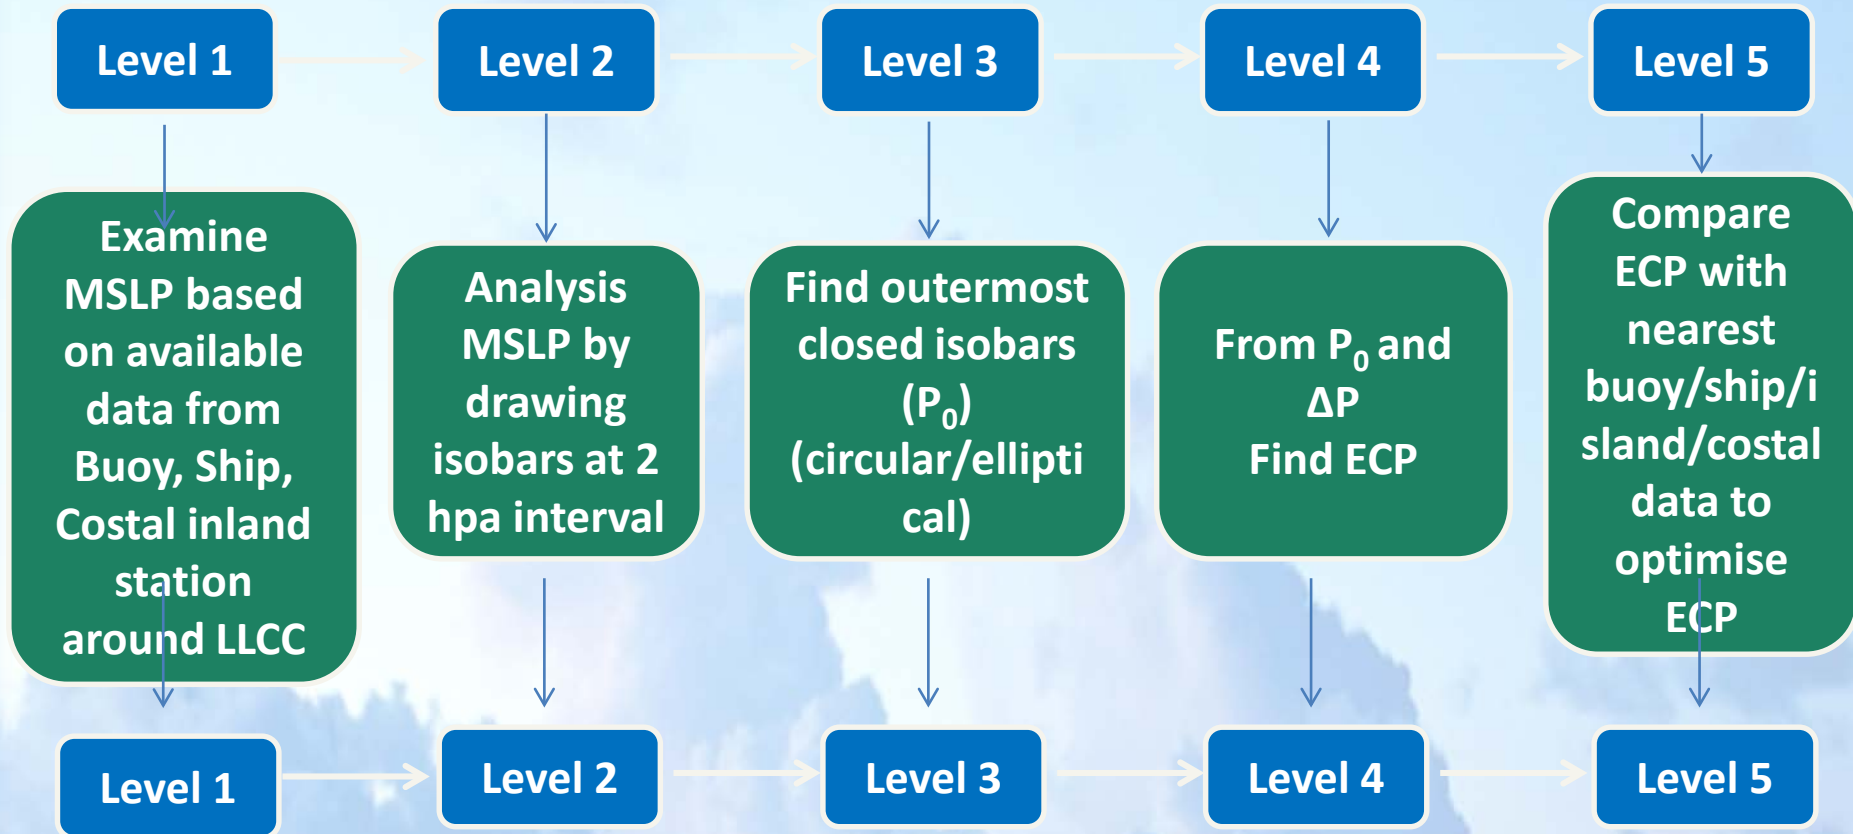 Level 1
Level 2
Level 3
Level 4
Level 5
Examine
MSLP based
on available
data from
Buoy, Ship,
Costal inland
station
around LLCC
Analysis
MSLP by
drawing
isobars at 2
hpa interval
Find outermost
closed isobars
(P₀)
(circular/ellipti
cal)
From P₀ and
ΔP
Find ECP
Compare
ECP with
nearest
buoy/ship/i
sland/costal
data to
optimise
ECP
Level 1
Level 2
Level 3
Level 4
Level 5